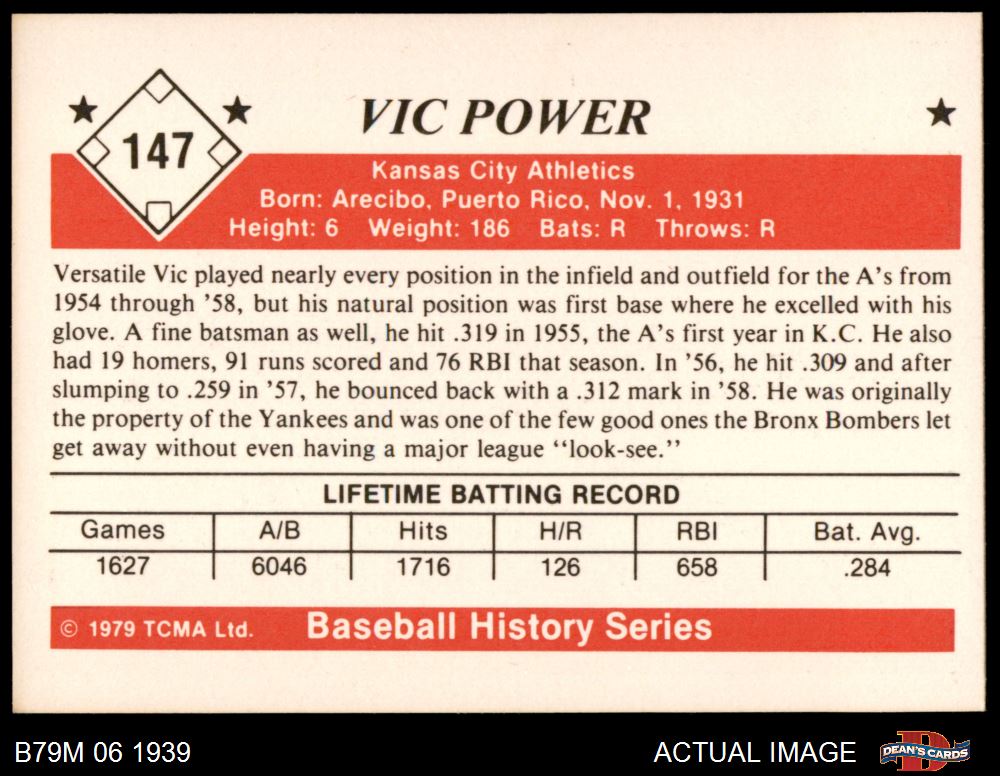 VIC POWER
147
Kansas City Athletics
Born: Arecibo, Puerto Rico, Nov. 1, 1931
Height: 6 Weight: 186 Bats: R Throws: R
Versatile Vic played nearly every position in the infield and outfield for the A's from
1954 through '58, but his natural position was first base where he excelled with his
glove. A fine batsman as well, he hit .319 in 1955, the A's first year in K.C. He also
had 19 homers, 91 runs scored and 76 RBI that season. In '56, he hit .309 and after
slumping to .259 in '57, he bounced back with a .312 mark in '58. He was originally
the property of the Yankees and was one of the few good ones the Bronx Bombers let
get away without even having a major league “look-see.”
LIFETIME BATTING RECORD
Games A/B Hits H/R RBI Bat. Avg.
1627 6046 1716 126 658 .284
© 1979 TCMA Ltd. Baseball History Series
B79M 06 1939 ACTUAL IMAGE
D
DEAN'S CARDS